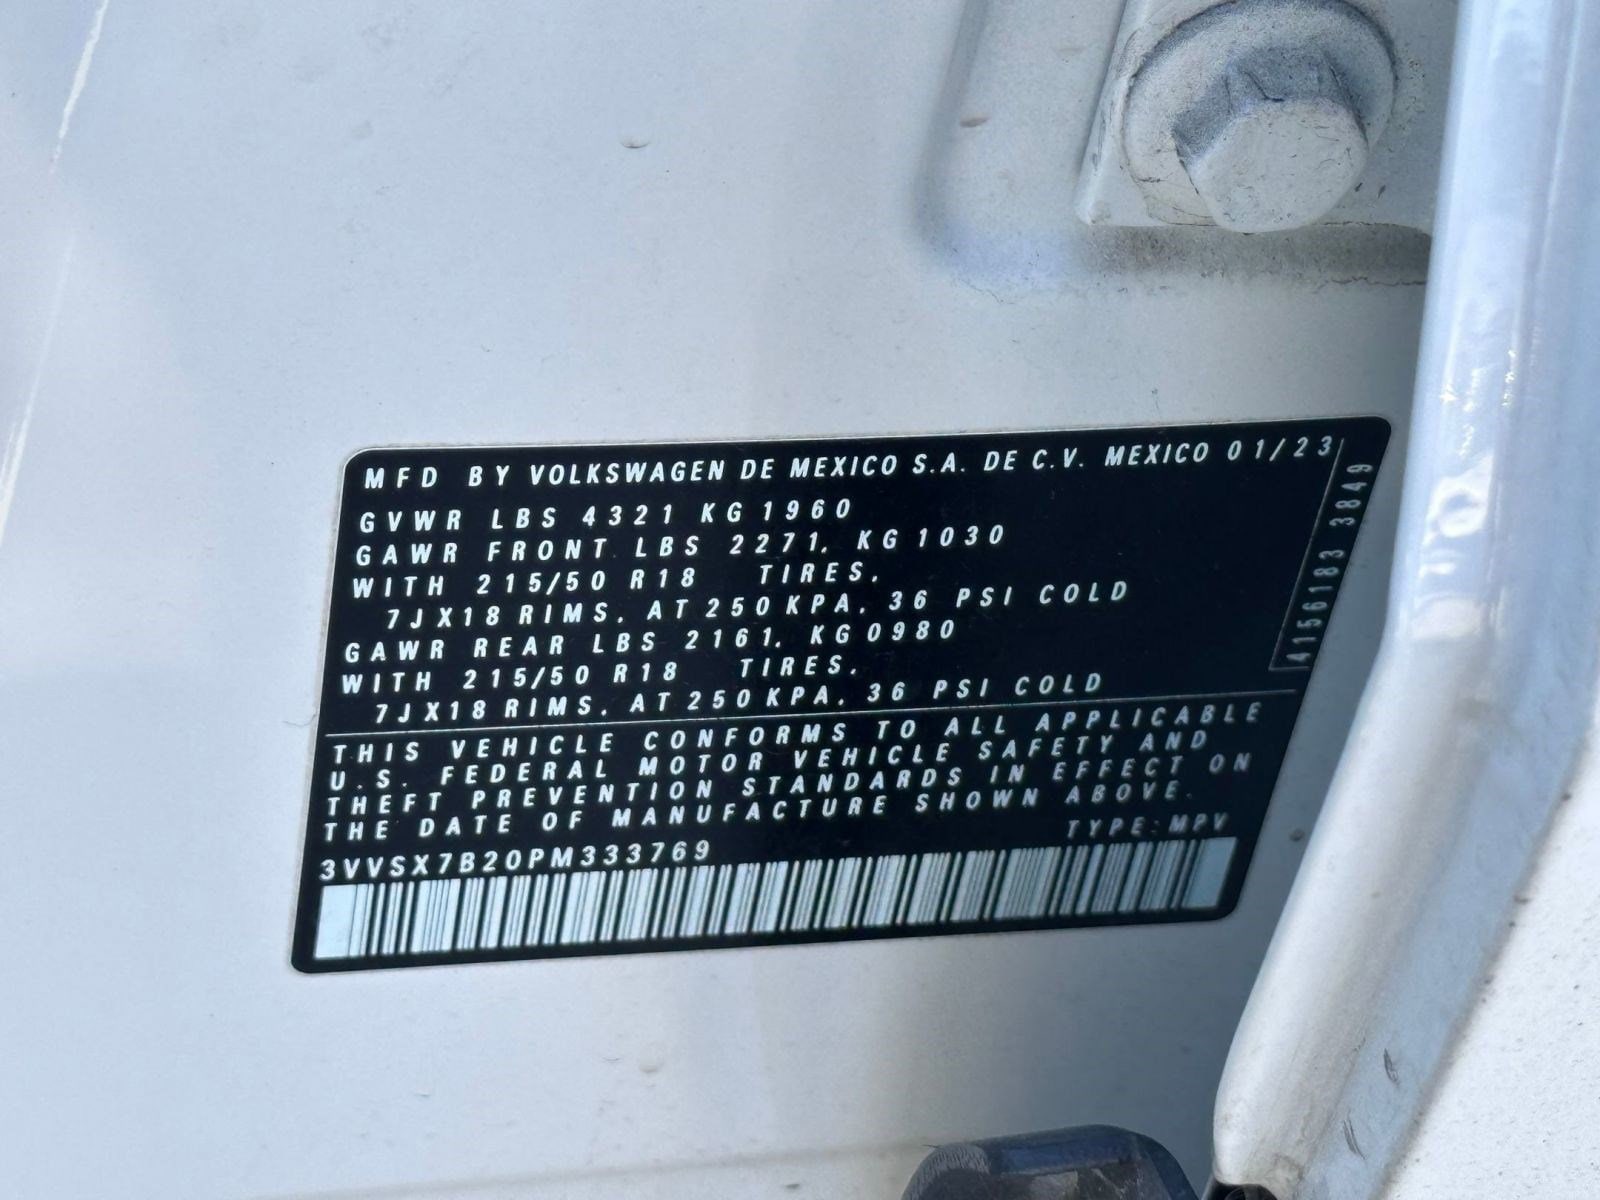 MFD BY VOLKSWAGEN DE MEXICO S.A. DE C.V. MEXICO 01/23
GVWR LBS 4321 KG 1960
GAWR FRONT LBS 2271, KG 1030
WITH 215/50 R18 TIRES,
7JX18 RIMS, AT 250 KPA, 36 PSI COLD
GAWR REAR LBS 2161, KG 0980
WITH 215/50 R18 TIRES,
7JX18 RIMS, AT 250 KPA, 36 PSI COLD
THIS VEHICLE CONFORMS TO ALL APPLICABLE
U.S. FEDERAL MOTOR VEHICLE SAFETY AND
THEFT PREVENTION STANDARDS IN EFFECT ON
THE DATE OF MANUFACTURE SHOWN ABOVE.
TYPE: MPV
3VVSX7B20PM333769
4156183 3849